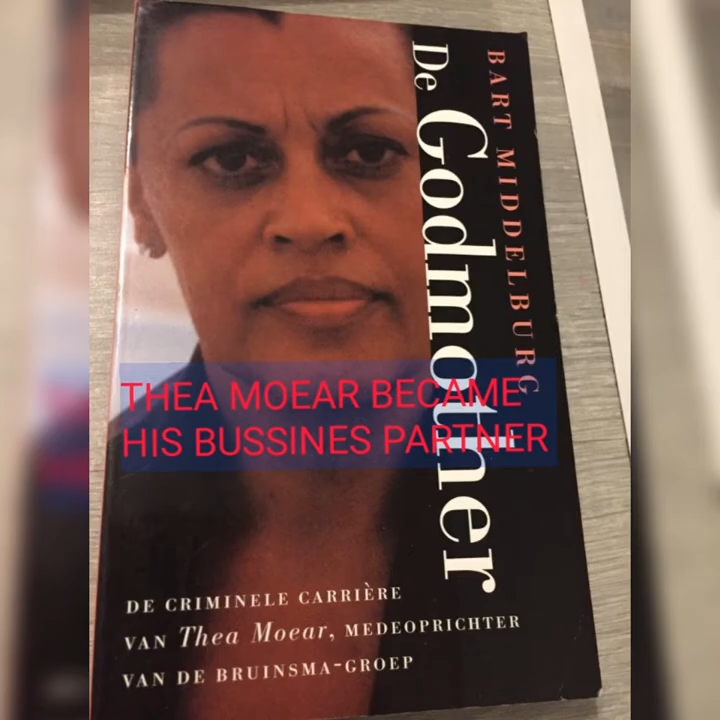 BART MIDDELBURG
De Godmother
THEA MOEAR BECAME
HIS BUSSINES PARTNER
DE CRIMINELE CARRIÈRE
VAN Thea Moear, MEDEOPRICHTER
VAN DE BRUINSMA-GROEP